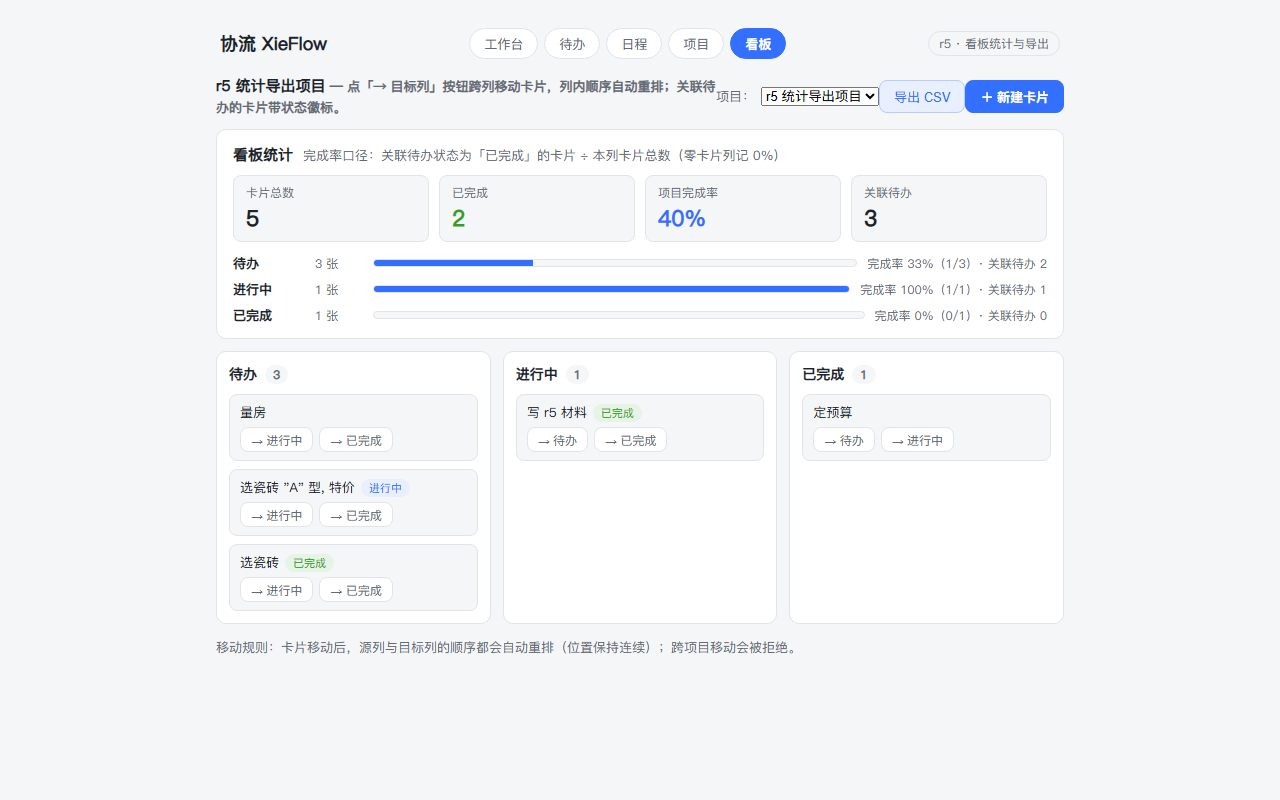 协流 XieFlow
工作台 待办 日程 项目 看板
r5 · 看板统计与导出
r5 统计导出项目 — 点「→ 目标列」按钮跨列移动卡片，列内顺序自动重排；关联待
办的卡片带状态徽标。
项目： r5 统计导出项目 导出 CSV ＋ 新建卡片
看板统计 完成率口径：关联待办状态为「已完成」的卡片 ÷ 本列卡片总数（零卡片列记 0%）
卡片总数 已完成 项目完成率 关联待办
5 2 40% 3
待办 3 张 完成率 33%（1/3）· 关联待办 2
进行中 1 张 完成率 100%（1/1）· 关联待办 1
已完成 1 张 完成率 0%（0/1）· 关联待办 0
待办 3
量房
→ 进行中 → 已完成
选瓷砖 "A" 型, 特价 进行中
→ 进行中 → 已完成
选瓷砖 已完成
→ 进行中 → 已完成
进行中 1
写 r5 材料 已完成
→ 待办 → 已完成
已完成 1
定预算
→ 待办 → 进行中
移动规则：卡片移动后，源列与目标列的顺序都会自动重排（位置保持连续）；跨项目移动会被拒绝。